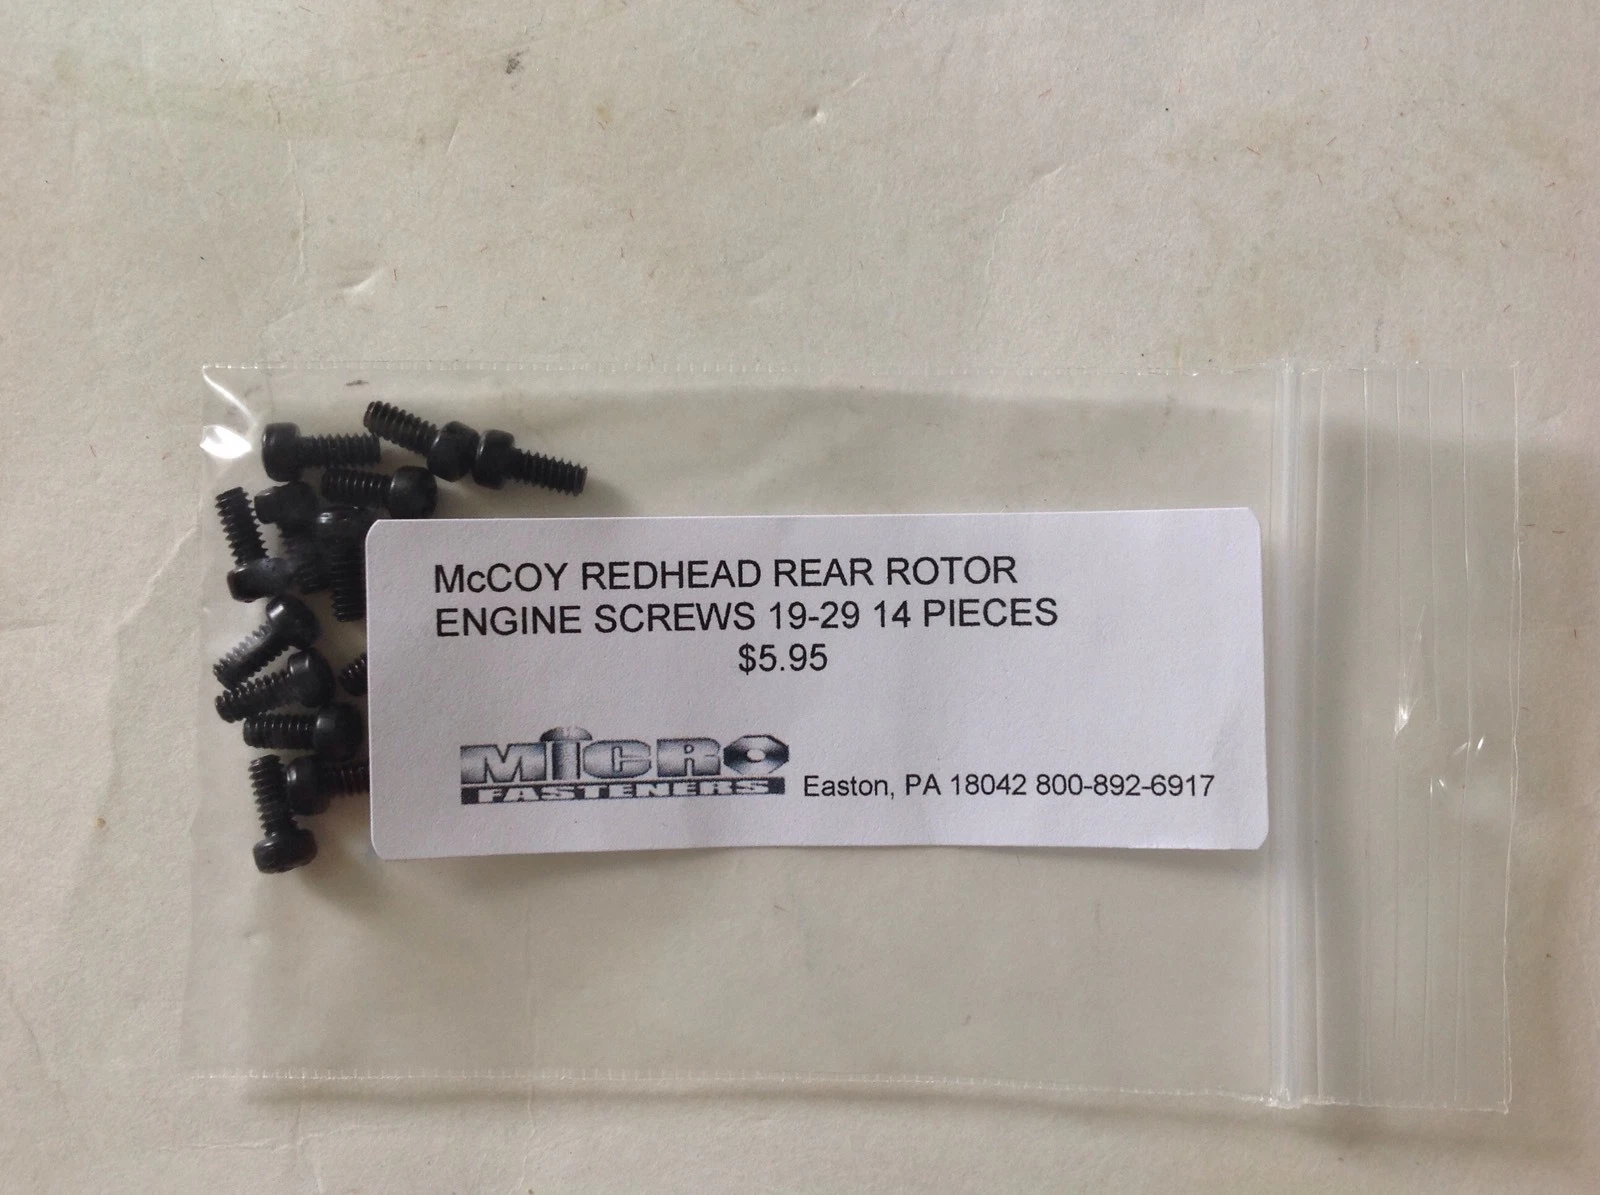 McCOY REDHEAD REAR ROTOR
ENGINE SCREWS 19-29 14 PIECES
$5.95
MiCRO
FASTENERS
Easton, PA 18042 800-892-6917